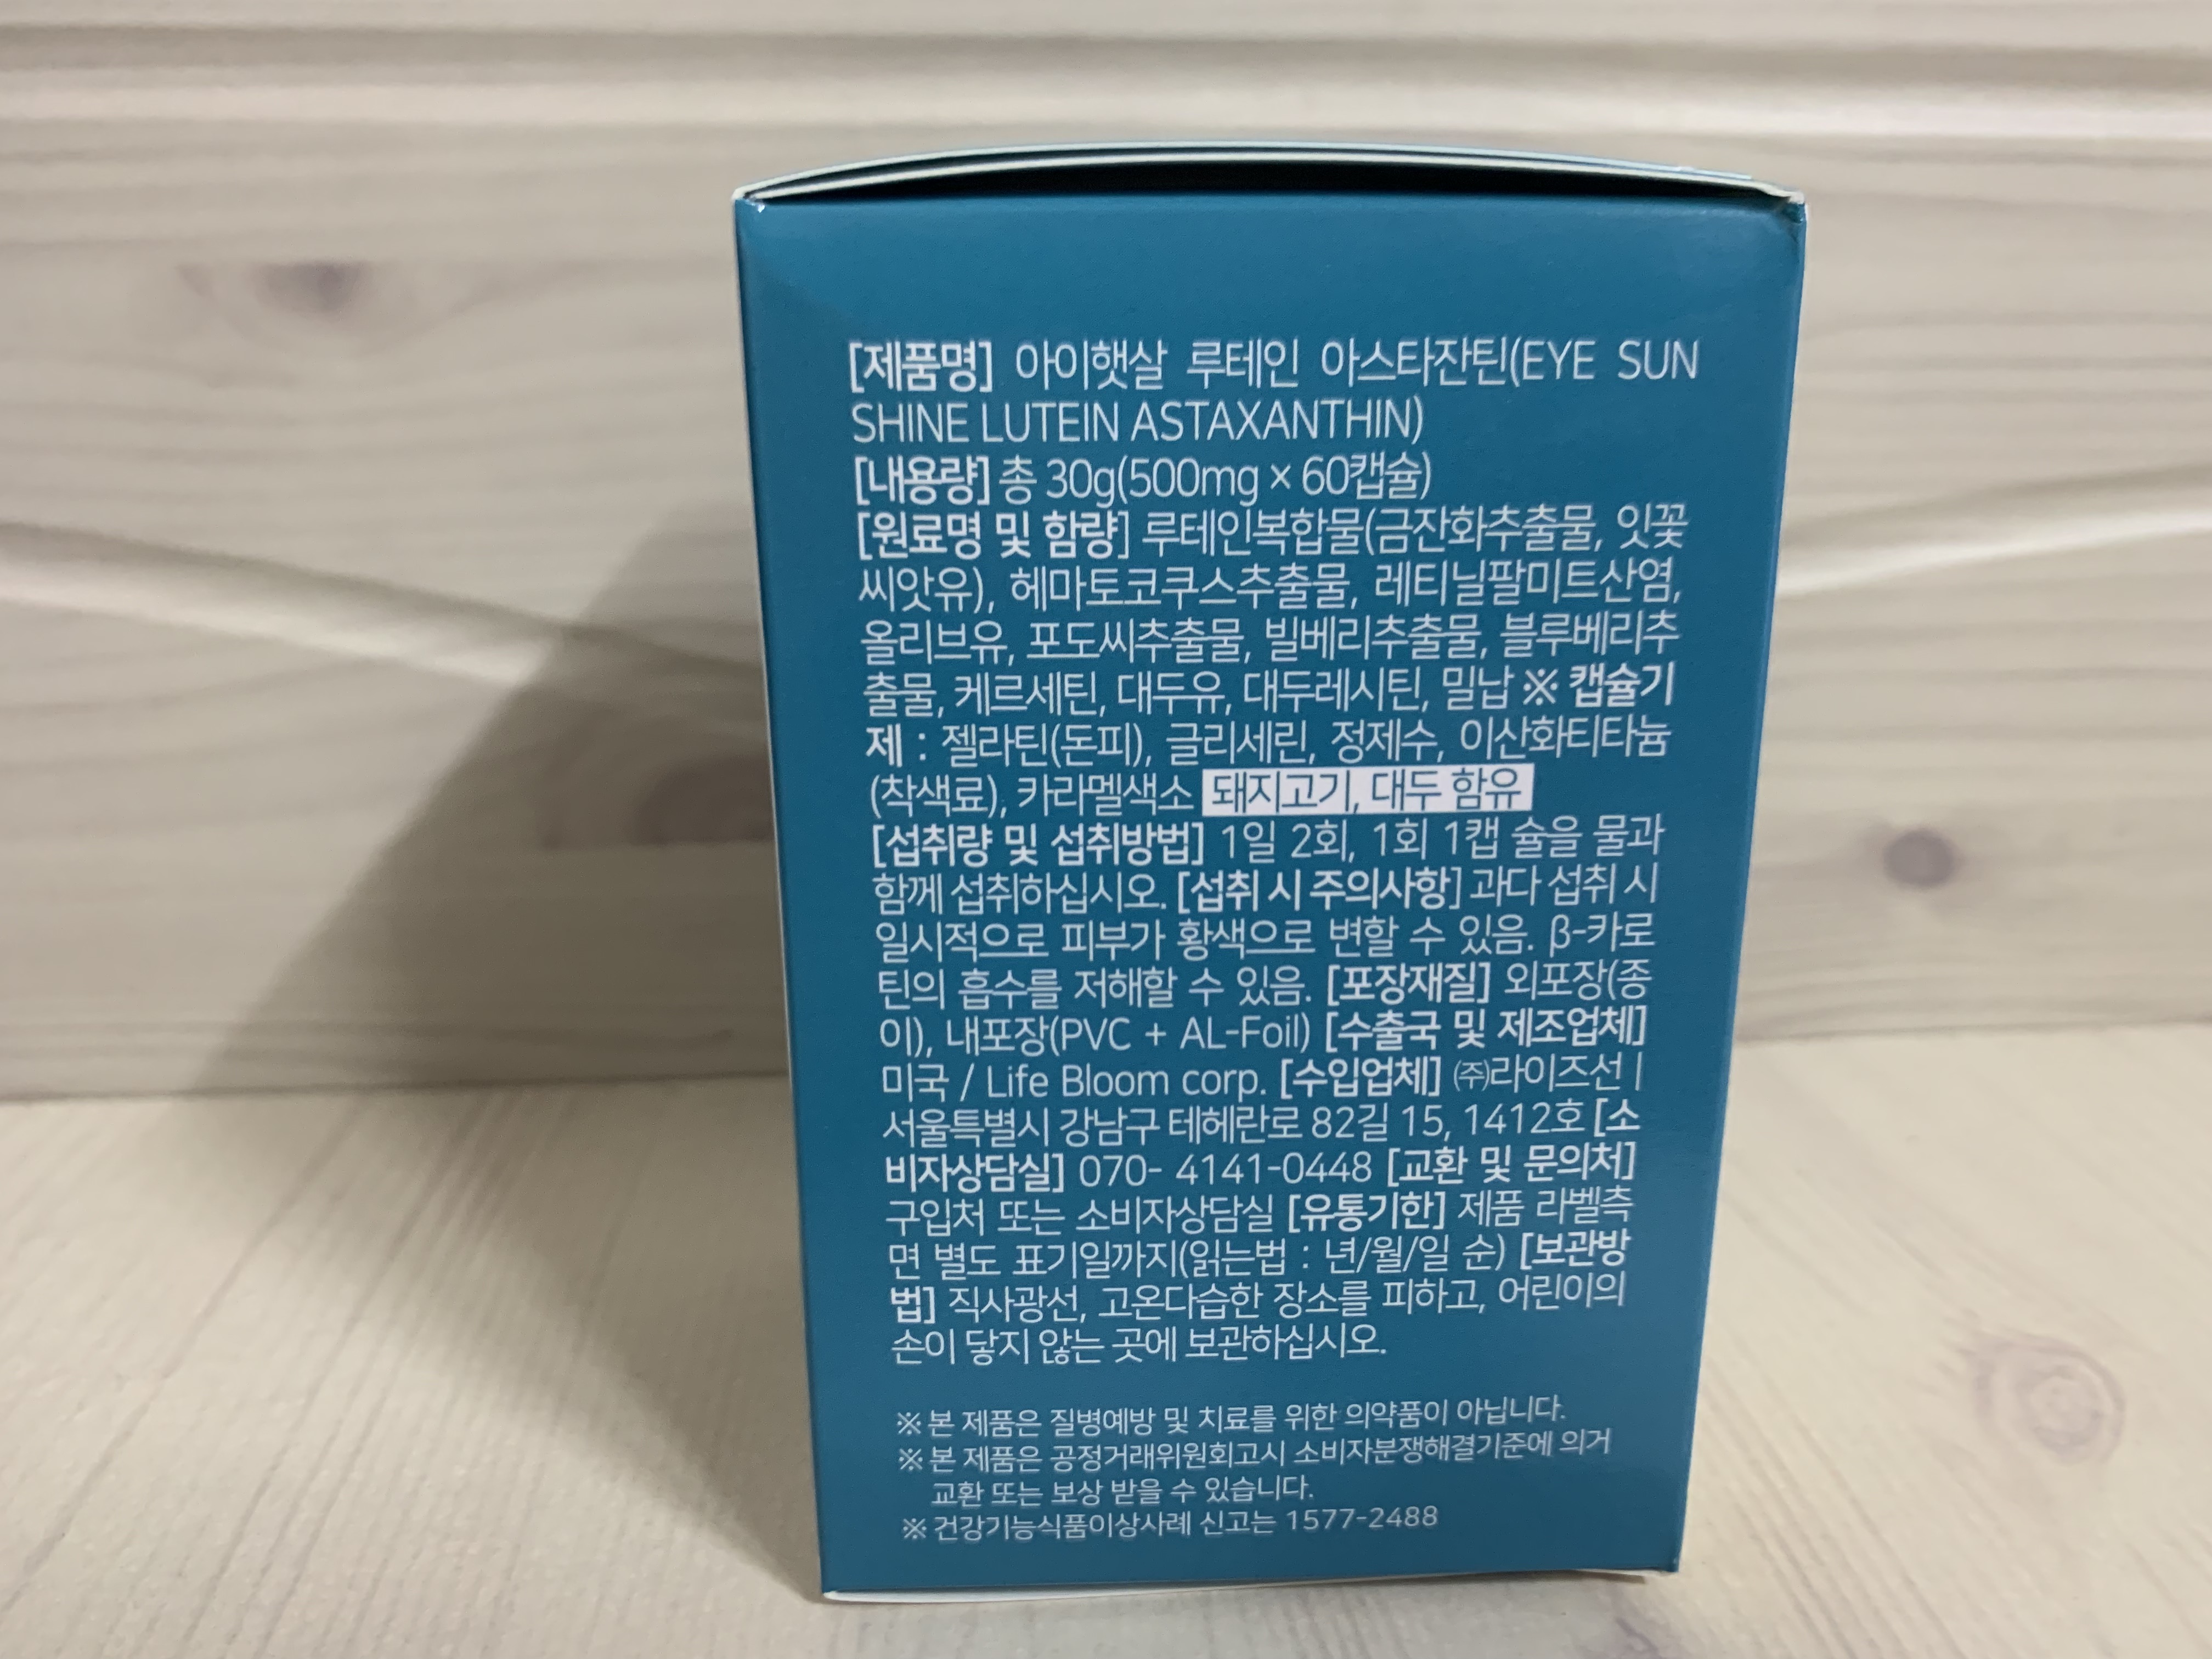 [제품명] 아이햇살 루테인 아스타잔틴(EYE SUN
SHINE LUTEIN ASTAXANTHIN)
[내용량] 총 30g(500mg × 60캡슐)
[원료명 및 함량] 루테인복합물(금잔화추출물, 잇꽃
씨앗유), 헤마토코쿠스추출물, 레티닐팔미트산염,
올리브유, 포도씨추출물, 빌베리추출물, 블루베리추
출물, 케르세틴, 대두유, 대두레시틴, 밀납 ※ 캡슐기
제 : 젤라틴(돈피), 글리세린, 정제수, 이산화티타늄
(착색료), 카라멜색소 돼지고기, 대두 함유
[섭취량 및 섭취방법] 1일 2회, 1회 1캡 슐을 물과
함께 섭취하십시오. [섭취 시 주의사항] 과다 섭취 시
일시적으로 피부가 황색으로 변할 수 있음. β-카로
틴의 흡수를 저해할 수 있음. [포장재질] 외포장(종
이), 내포장(PVC + AL-Foil) [수출국 및 제조업체]
미국 / Life Bloom corp. [수입업체] ㈜라이즈선 |
서울특별시 강남구 테헤란로 82길 15, 1412호 [소
비자상담실] 070- 4141-0448 [교환 및 문의처]
구입처 또는 소비자상담실 [유통기한] 제품 라벨측
면 별도 표기일까지(읽는법 : 년/월/일 순) [보관방
법] 직사광선, 고온다습한 장소를 피하고, 어린이의
손이 닿지 않는 곳에 보관하십시오.
※ 본 제품은 질병예방 및 치료를 위한 의약품이 아닙니다.
※ 본 제품은 공정거래위원회고시 소비자분쟁해결기준에 의거
교환 또는 보상 받을 수 있습니다.
※ 건강기능식품이상사례 신고는 1577-2488